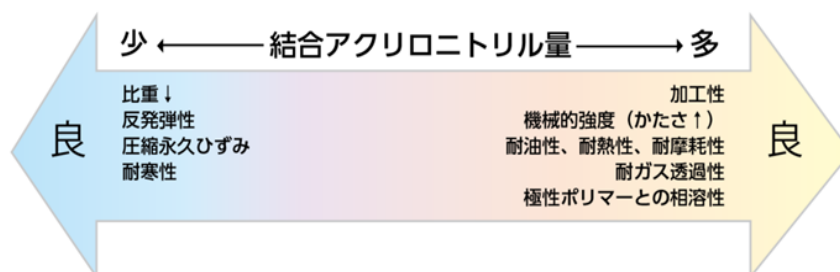 少 ← 結合アクリロニトリル量 → 多
良
比重↓
反発弾性
圧縮永久ひずみ
耐寒性
加工性
機械的強度（かたさ↑）
耐油性、耐熱性、耐摩耗性
耐ガス透過性
極性ポリマーとの相溶性
良